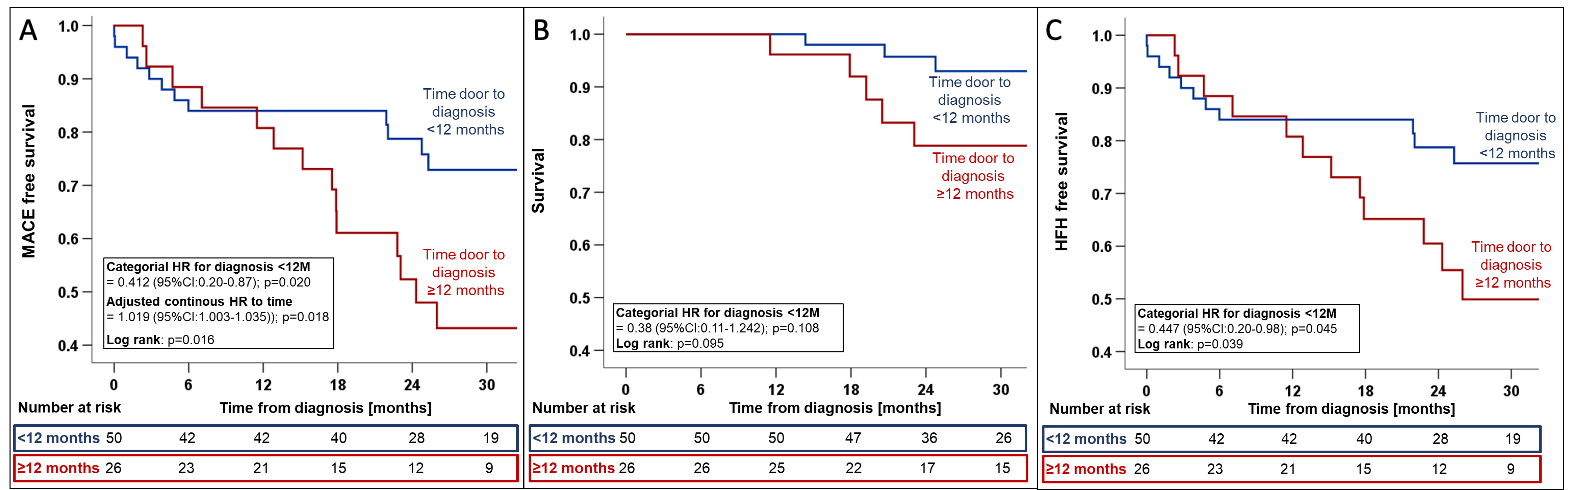 A
1.0
0.9
0.8
0.7
0.6
0.5
0.4
MACE free survival
Time door to
diagnosis
<12 months
Time door to
diagnosis
≥12 months
Categorial HR for diagnosis <12M
= 0.412 (95%CI:0.20-0.87); p=0.020
Adjusted continous HR to time
= 1.019 (95%CI:1.003-1.035)); p=0.018
Log rank: p=0.016
0 6 12 18 24 30
Number at risk Time from diagnosis [months]
<12 months 50 42 42 40 28 19
≥12 months 26 23 21 15 12 9
B
1.0
0.9
0.8
0.7
0.6
0.5
0.4
Survival
Time door to
diagnosis
<12 months
Time door to
diagnosis
≥12 months
Categorial HR for diagnosis <12M
= 0.38 (95%CI:0.11-1.242); p=0.108
Log rank: p=0.095
0 6 12 18 24 30
Number at risk Time from diagnosis [months]
<12 months 50 50 50 47 36 26
≥12 months 26 26 25 22 17 15
C
1.0
0.9
0.8
0.7
0.6
0.5
0.4
HFH free survival
Time door to
diagnosis
<12 months
Time door to
diagnosis
≥12 months
Categorial HR for diagnosis <12M
= 0.447 (95%CI:0.20-0.98); p=0.045
Log rank: p=0.039
0 6 12 18 24 30
Number at risk Time from diagnosis [months]
<12 months 50 42 42 40 28 19
≥12 months 26 23 21 15 12 9